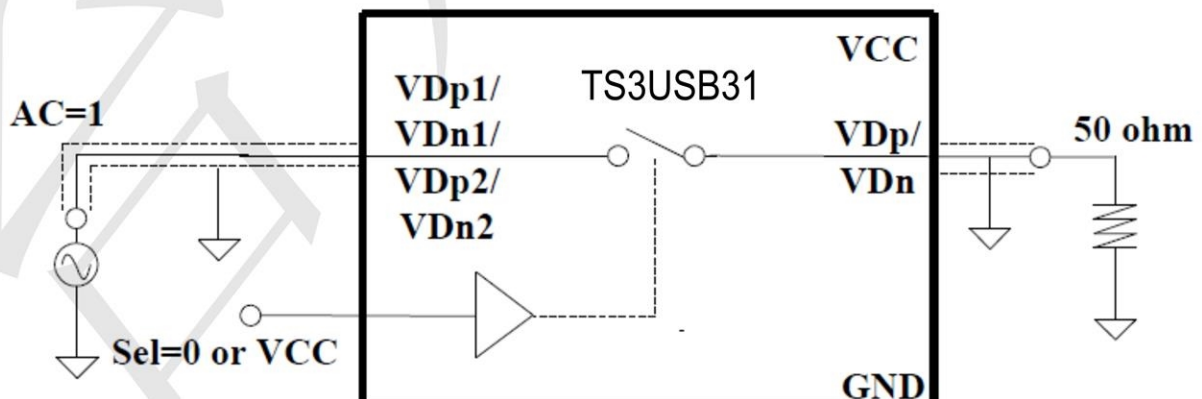 VCC
TS3USB31
VDp1/
VDn1/
VDp2/
VDn2
AC=1
VDp/
VDn
50 ohm
Sel=0 or VCC
GND